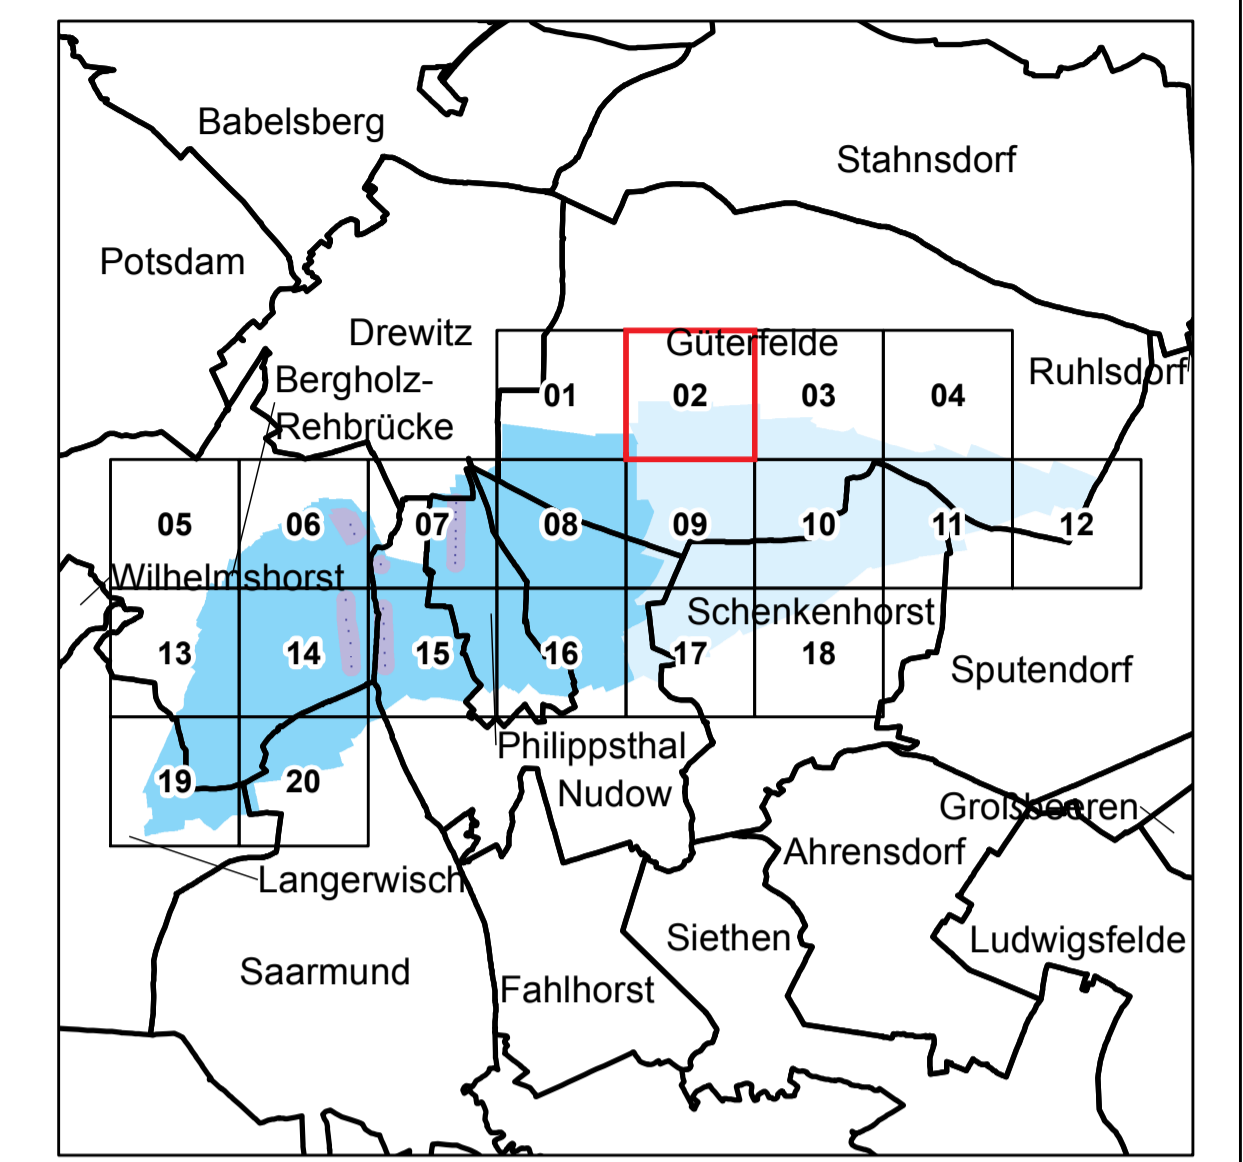 Babelsberg
Stahnsdorf
Potsdam
Drewitz
Güterfelde
Ruhlsdorf
Bergholz-
Rehbrücke
01
02
03
04
05
06
07
08
09
10
11
12
Wilhelmshorst
Schenkenhorst
13
14
15
16
17
18
Sputendorf
Philippsthal
19
20
Nudow
Großbeeren
Ahrensdorf
Langerwisch
Siethen
Ludwigsfelde
Saarmund
Fahlhorst